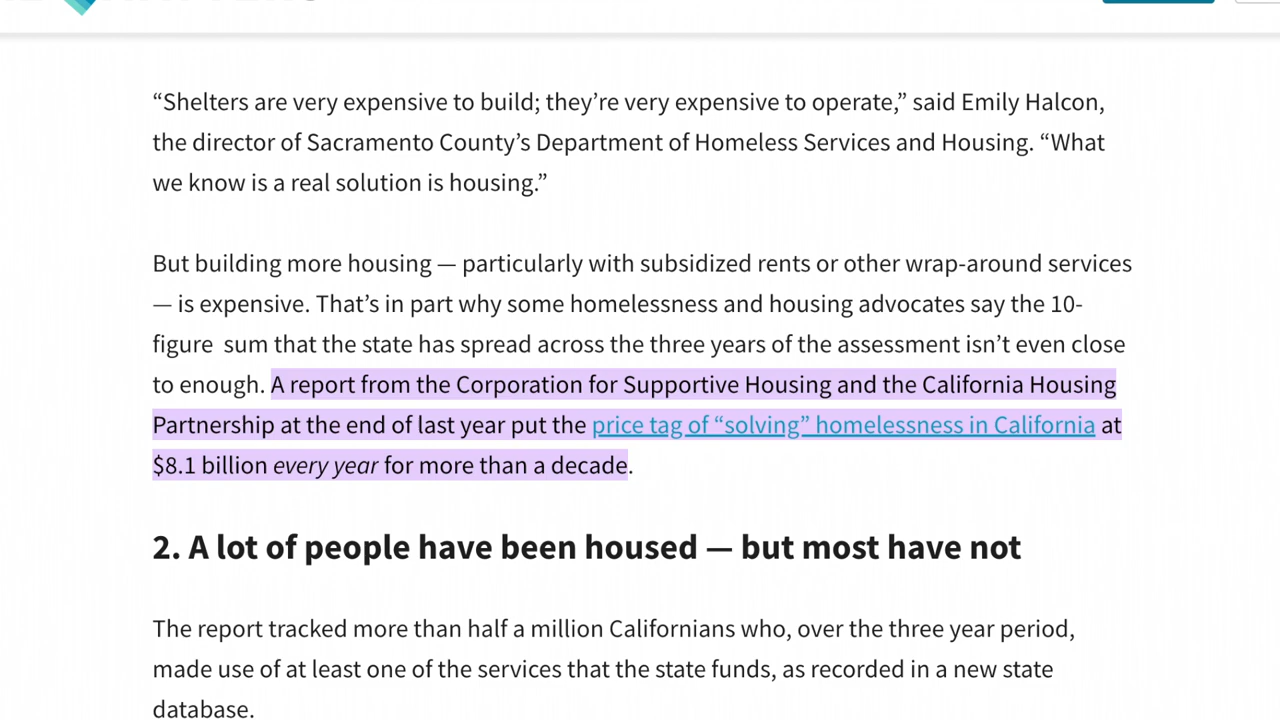 “Shelters are very expensive to build; they’re very expensive to operate,” said Emily Halcon,
the director of Sacramento County’s Department of Homeless Services and Housing. “What
we know is a real solution is housing.”
But building more housing — particularly with subsidized rents or other wrap-around services
— is expensive. That’s in part why some homelessness and housing advocates say the 10-
figure  sum that the state has spread across the three years of the assessment isn’t even close
to enough. A report from the Corporation for Supportive Housing and the California Housing
Partnership at the end of last year put the price tag of “solving” homelessness in California at
$8.1 billion every year for more than a decade.
2. A lot of people have been housed — but most have not
The report tracked more than half a million Californians who, over the three year period,
made use of at least one of the services that the state funds, as recorded in a new state
database.